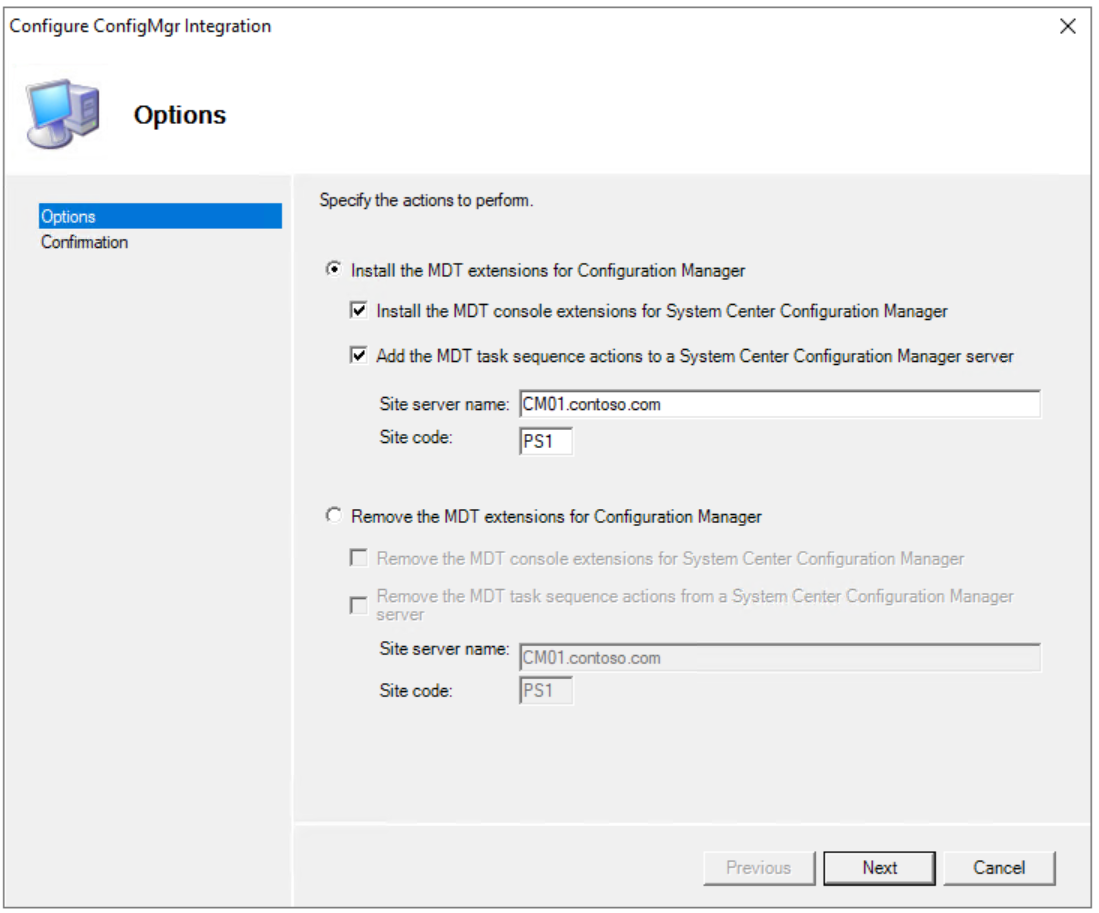 Configure ConfigMgr Integration
Options
Options
Confirmation
Specify the actions to perform.
Install the MDT extensions for Configuration Manager
Install the MDT console extensions for System Center Configuration Manager
Add the MDT task sequence actions to a System Center Configuration Manager server
Site server name: CM01.contoso.com
Site code: PS1
Remove the MDT extensions for Configuration Manager
Remove the MDT console extensions for System Center Configuration Manager
Remove the MDT task sequence actions from a System Center Configuration Manager
server
Site server name: CM01.contoso.com
Site code: PS1
Previous Next Cancel